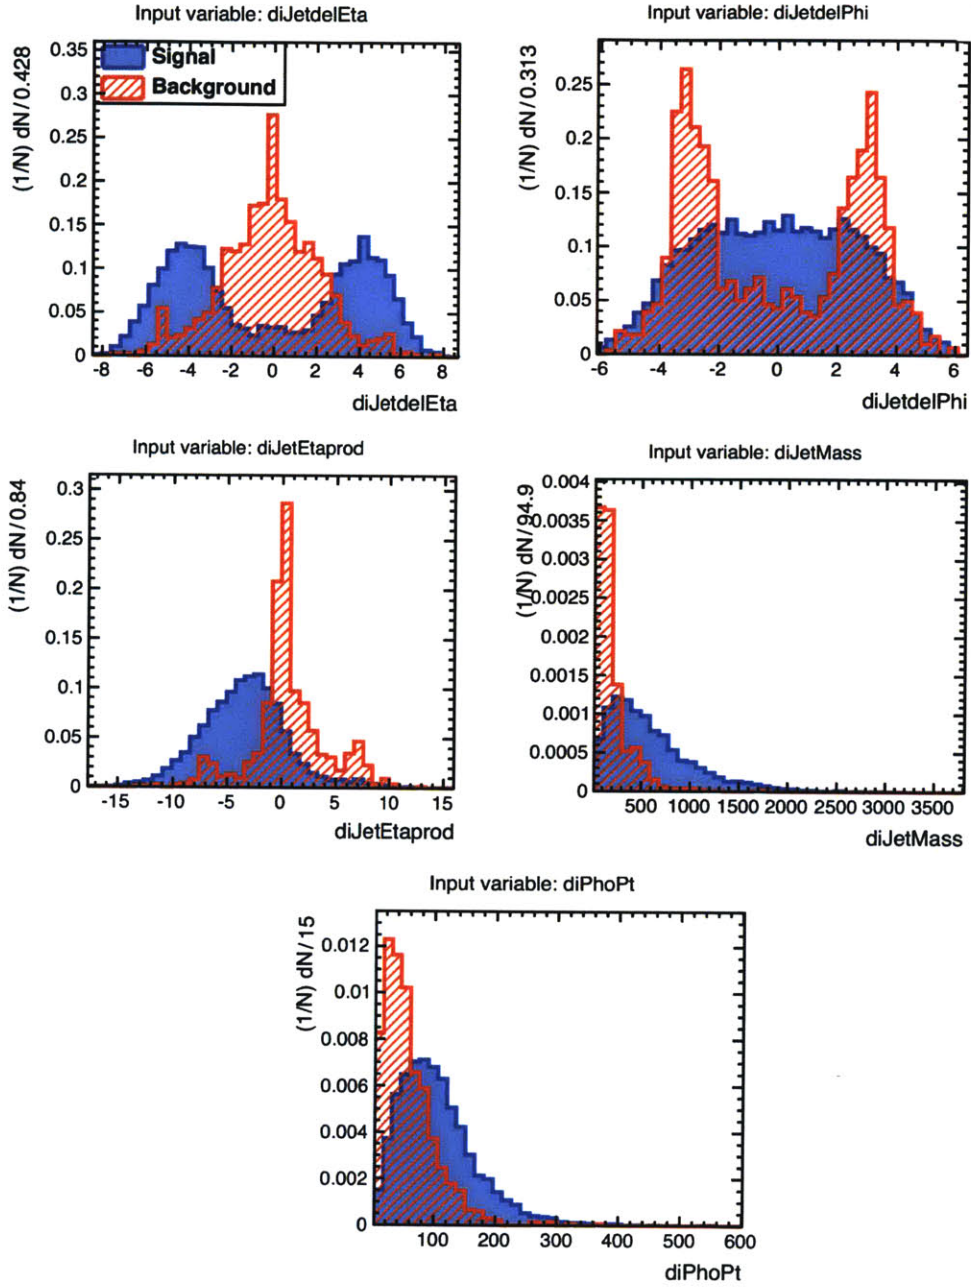 Input variable: diJetdelEta
(1/N) dN / 0.428
0.35
0.3
0.25
0.2
0.15
0.1
0.05
0
Signal
Background
-8 -6 -4 -2 0 2 4 6 8
diJetdelEta
Input variable: diJetdelPhi
(1/N) dN / 0.313
0.25
0.2
0.15
0.1
0.05
0
-6 -4 -2 0 2 4 6
diJetdelPhi
Input variable: diJetEtaprod
(1/N) dN / 0.84
0.3
0.25
0.2
0.15
0.1
0.05
0
-15 -10 -5 0 5 10 15
diJetEtaprod
Input variable: diJetMass
(1/N) dN / 94.9
0.004
0.0035
0.003
0.0025
0.002
0.0015
0.001
0.0005
0
500 1000 1500 2000 2500 3000 3500
diJetMass
Input variable: diPhoPt
(1/N) dN / 15
0.012
0.01
0.008
0.006
0.004
0.002
0
100 200 300 400 500 600
diPhoPt